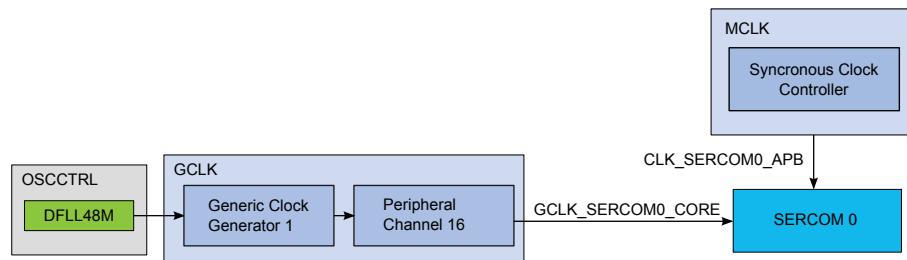 MCLK
Syncronous Clock
Controller
CLK_SERCOM0_APB
OSCCTRL
DFLL48M
GCLK
Generic Clock
Generator 1
Peripheral
Channel 16
GCLK_SERCOM0_CORE
SERCOM 0